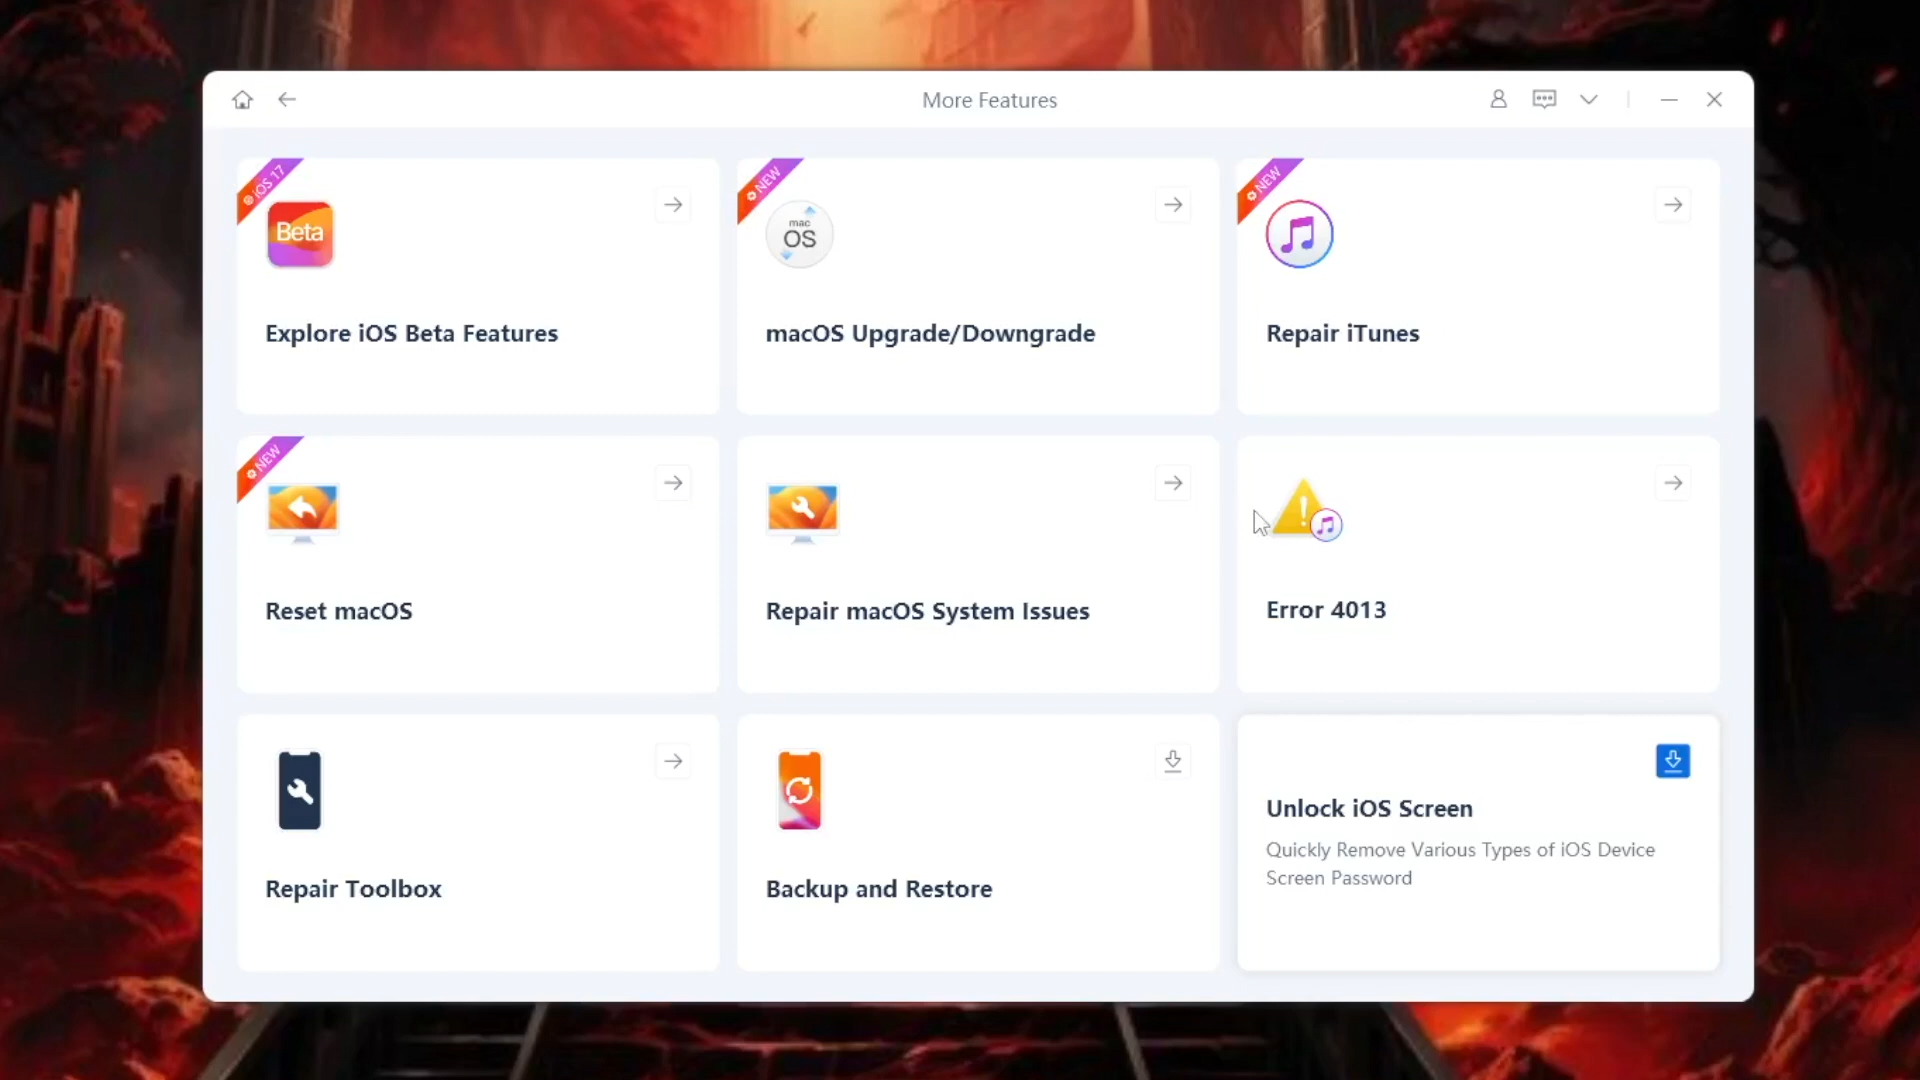 More Features
iOS 17
Beta
Explore iOS Beta Features
NEW
mac
OS
macOS Upgrade/Downgrade
NEW
Repair iTunes
NEW
Reset macOS
Repair macOS System Issues
Error 4013
Repair Toolbox
Backup and Restore
Unlock iOS Screen
Quickly Remove Various Types of iOS Device
Screen Password